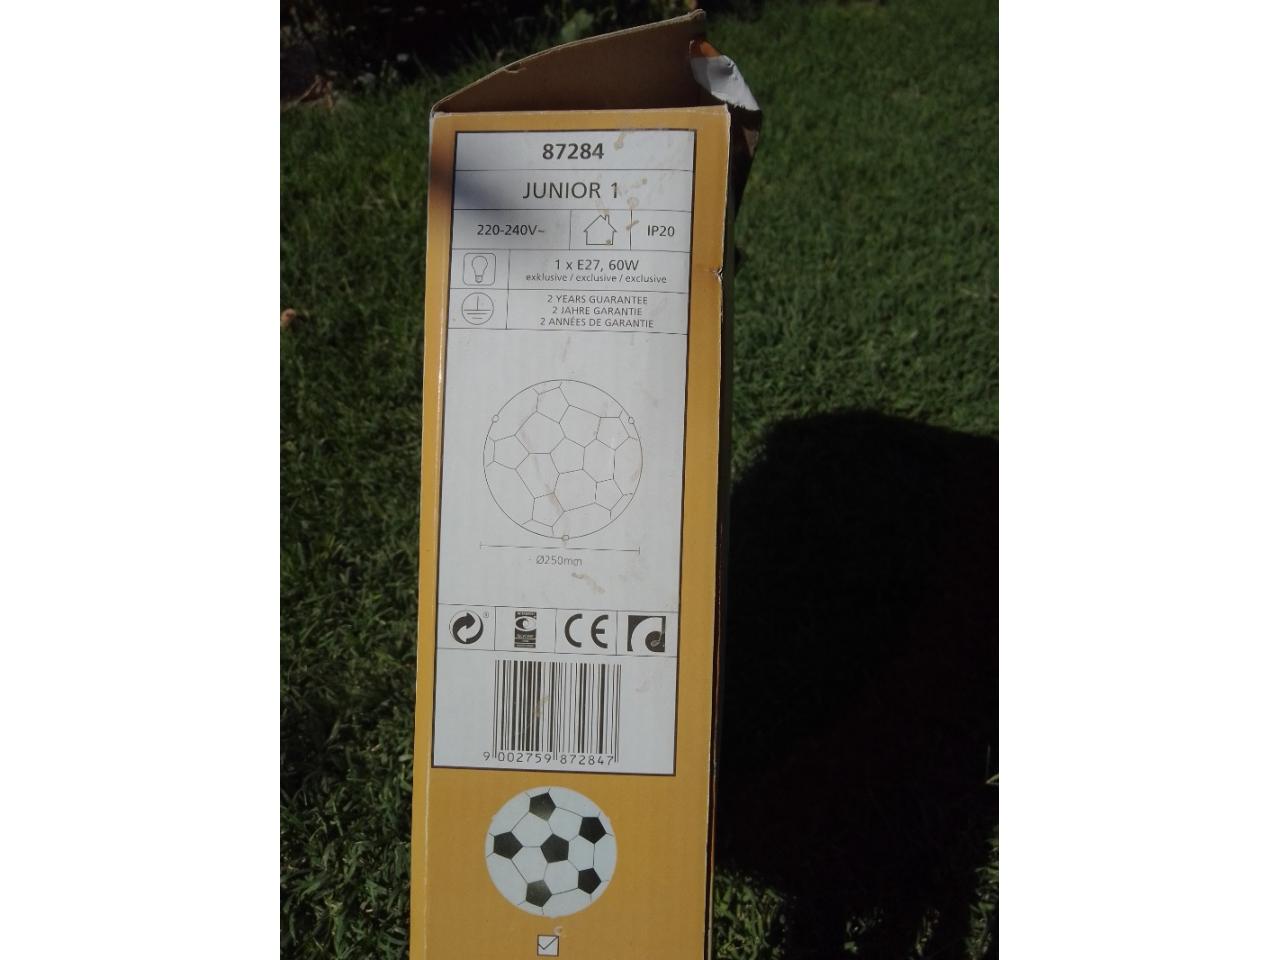 87284
JUNIOR 1
220-240V~ IP20
1 x E27, 60W
exklusive / exclusive / exclusive
2 YEARS GUARANTEE
2 JAHRE GARANTIE
2 ANNÉES DE GARANTIE
Ø250mm
CE
9 002759 872847